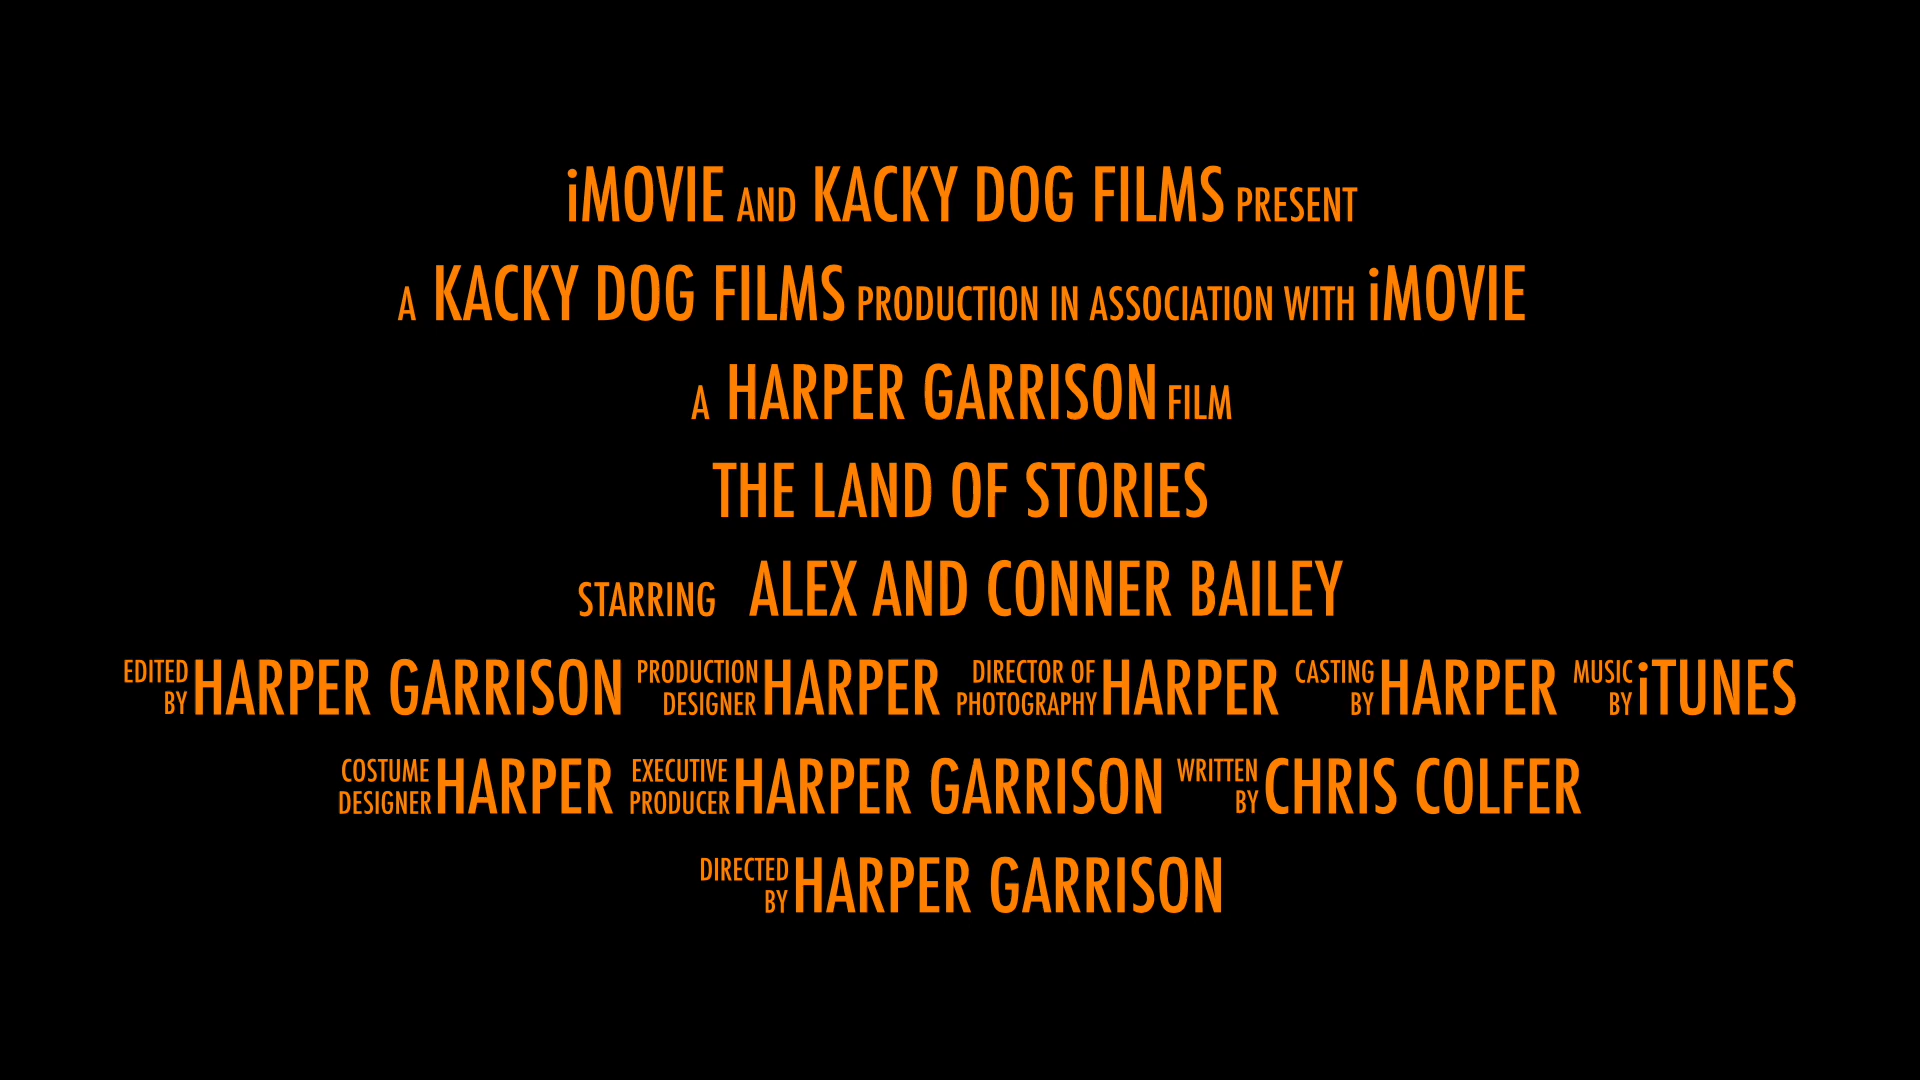 iMOVIE AND KACKY DOG FILMS PRESENT
A KACKY DOG FILMS PRODUCTION IN ASSOCIATION WITH iMOVIE
A HARPER GARRISON FILM
THE LAND OF STORIES
STARRING ALEX AND CONNER BAILEY
EDITED BY HARPER GARRISON PRODUCTION DESIGNER HARPER DIRECTOR OF PHOTOGRAPHY HARPER CASTING BY HARPER MUSIC BY iTUNES
COSTUME DESIGNER HARPER EXECUTIVE PRODUCER HARPER GARRISON WRITTEN BY CHRIS COLFER
DIRECTED BY HARPER GARRISON